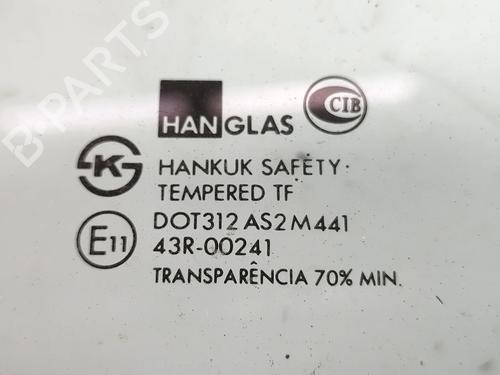 B-PARTS
HANGLAS
CIB
K
HANKUK SAFETY
TEMPERED TF
DOT312 AS2 M441
E11
43R-00241
TRANSPARÊNCIA 70% MIN.